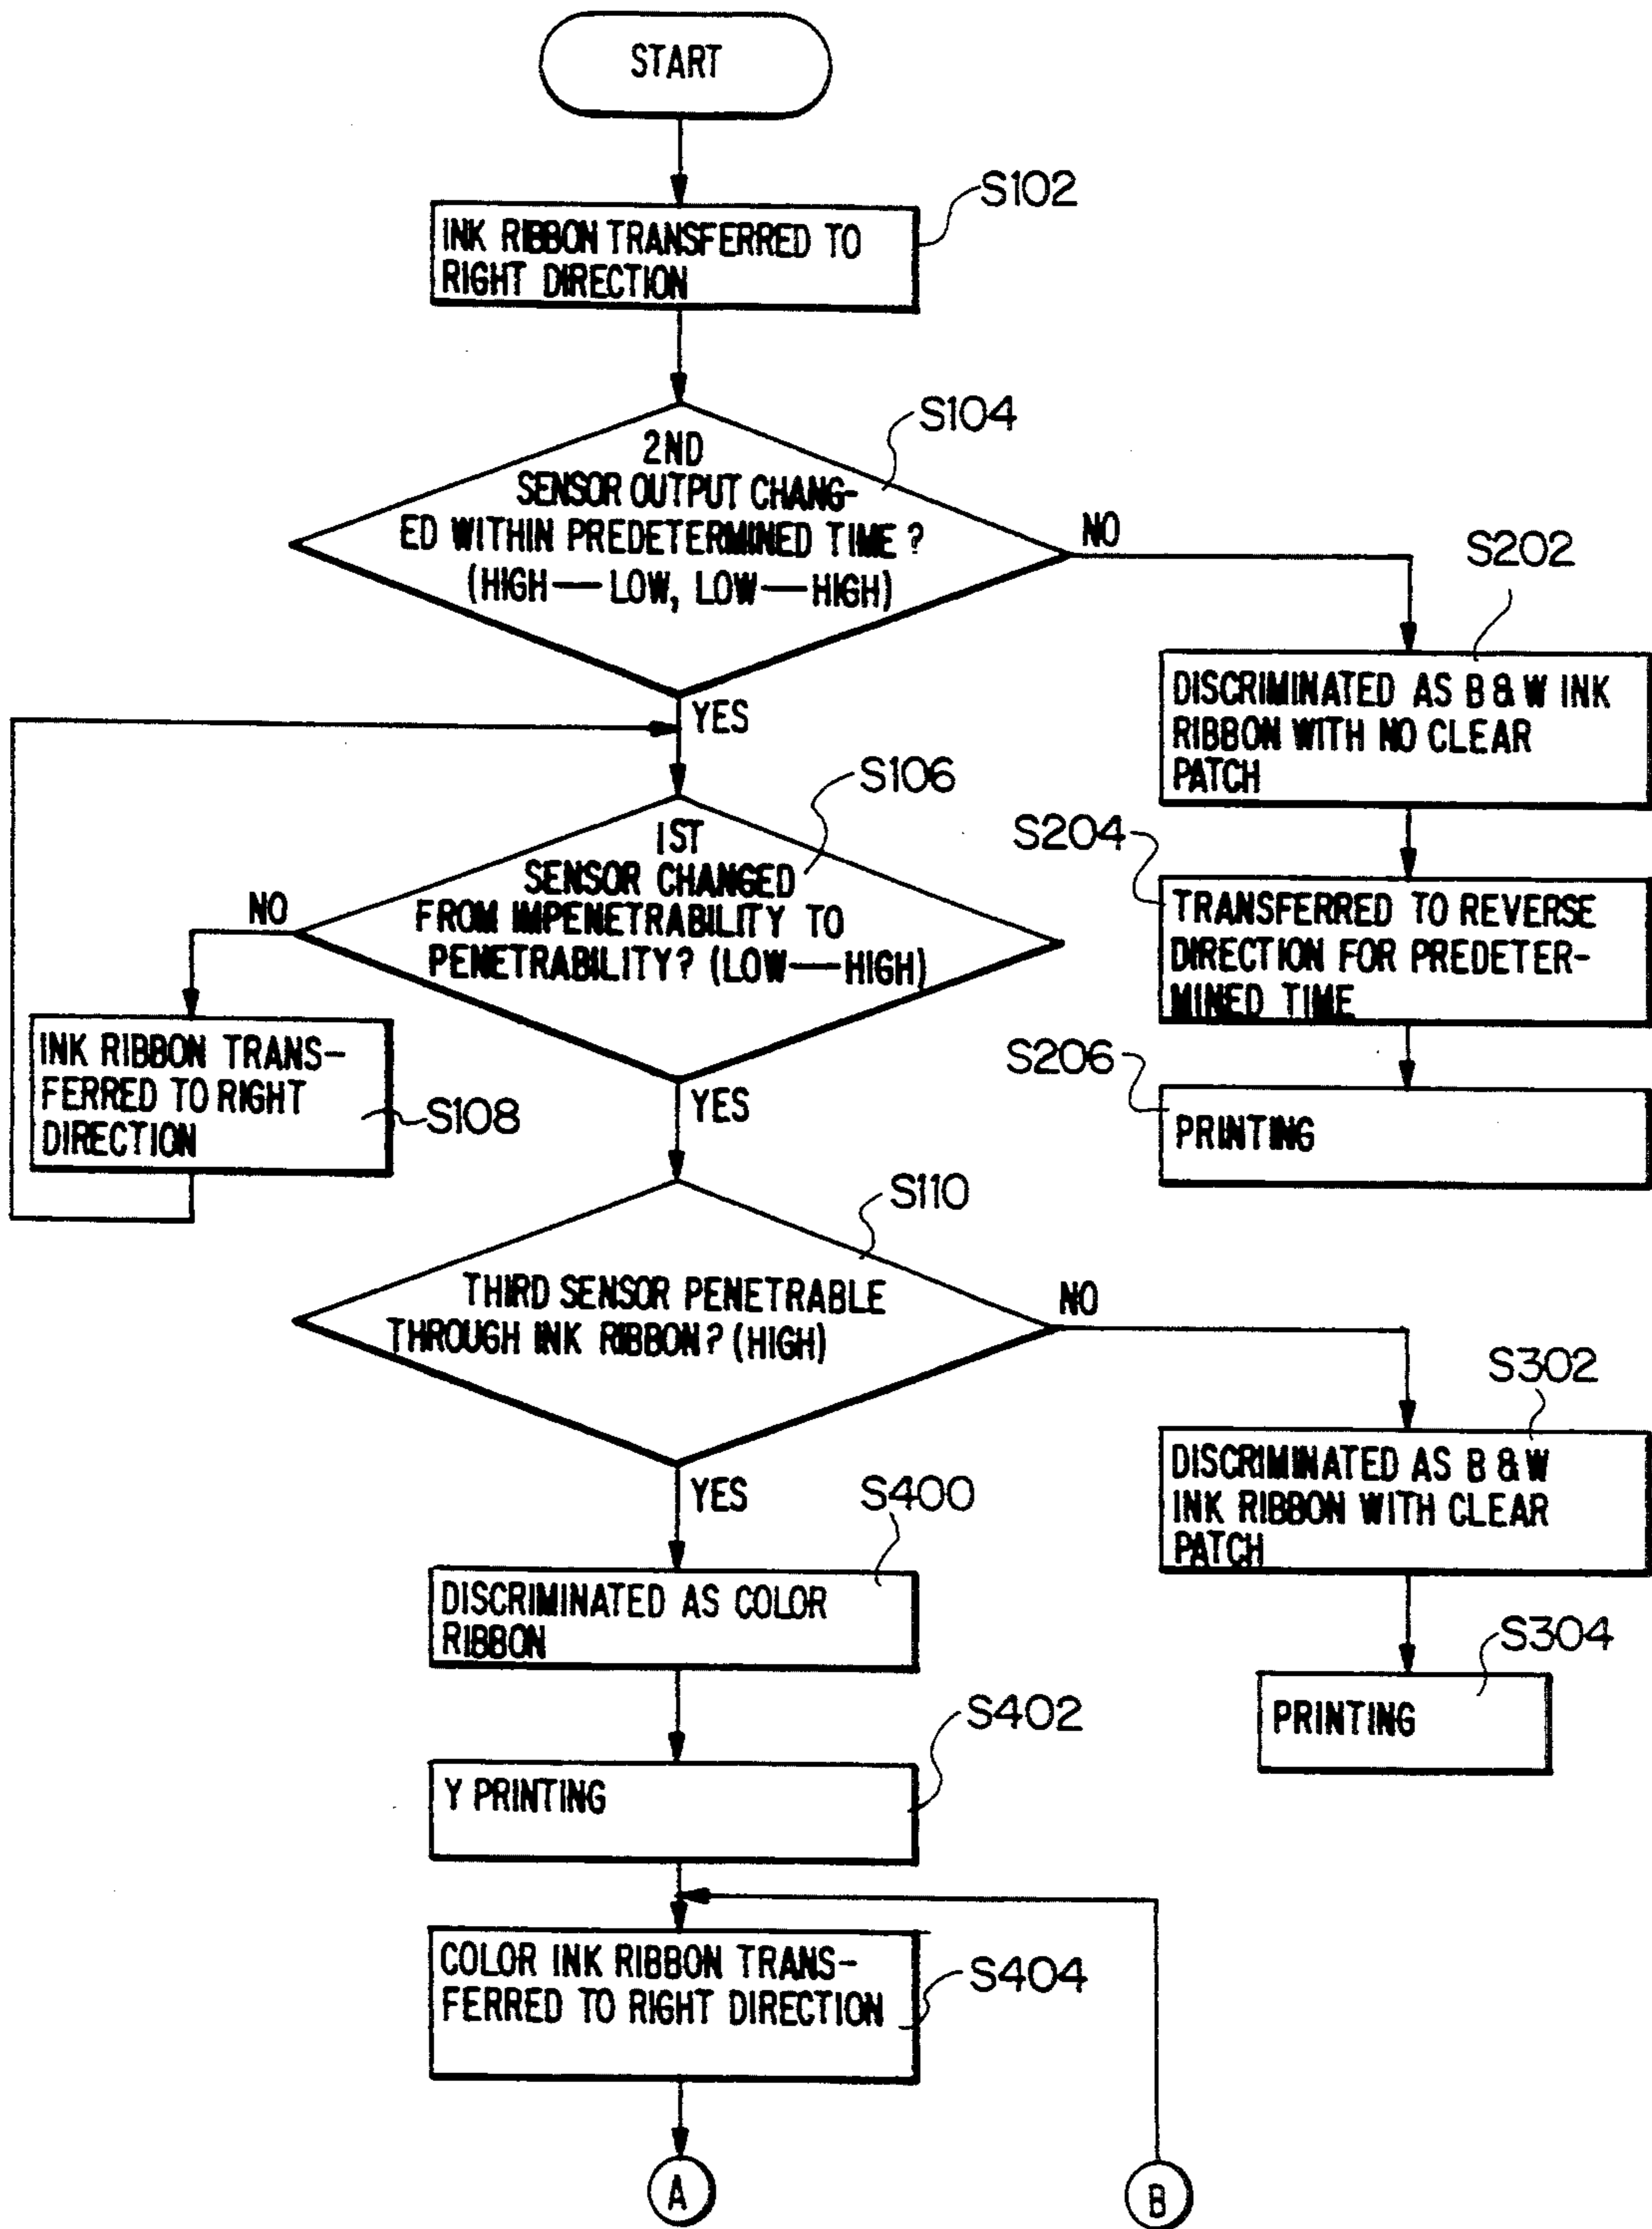 START
S102
INK RIBBON TRANSFERRED TO
RIGHT DIRECTION
S104
2ND
SENSOR OUTPUT CHANG-
ED WITHIN PREDETERMINED TIME?
(HIGH—LOW, LOW—HIGH)
NO
S202
DISCRIMINATED AS B & W INK
RIBBON WITH NO CLEAR
PATCH
YES
S106
1ST
SENSOR CHANGED
FROM IMPENETRABILITY TO
PENETRABILITY? (LOW—HIGH)
NO
S204
TRANSFERRED TO REVERSE
DIRECTION FOR PREDETER-
MINED TIME
INK RIBBON TRANS-
FERRED TO RIGHT
DIRECTION
S108
YES
S206
PRINTING
S110
THIRD SENSOR PENETRABLE
THROUGH INK RIBBON? (HIGH)
NO
S302
DISCRIMINATED AS B & W
INK RIBBON WITH CLEAR
PATCH
YES
S400
DISCRIMINATED AS COLOR
RIBBON
S304
PRINTING
S402
Y PRINTING
COLOR INK RIBBON TRANS-
FERRED TO RIGHT DIRECTION
S404
A
B